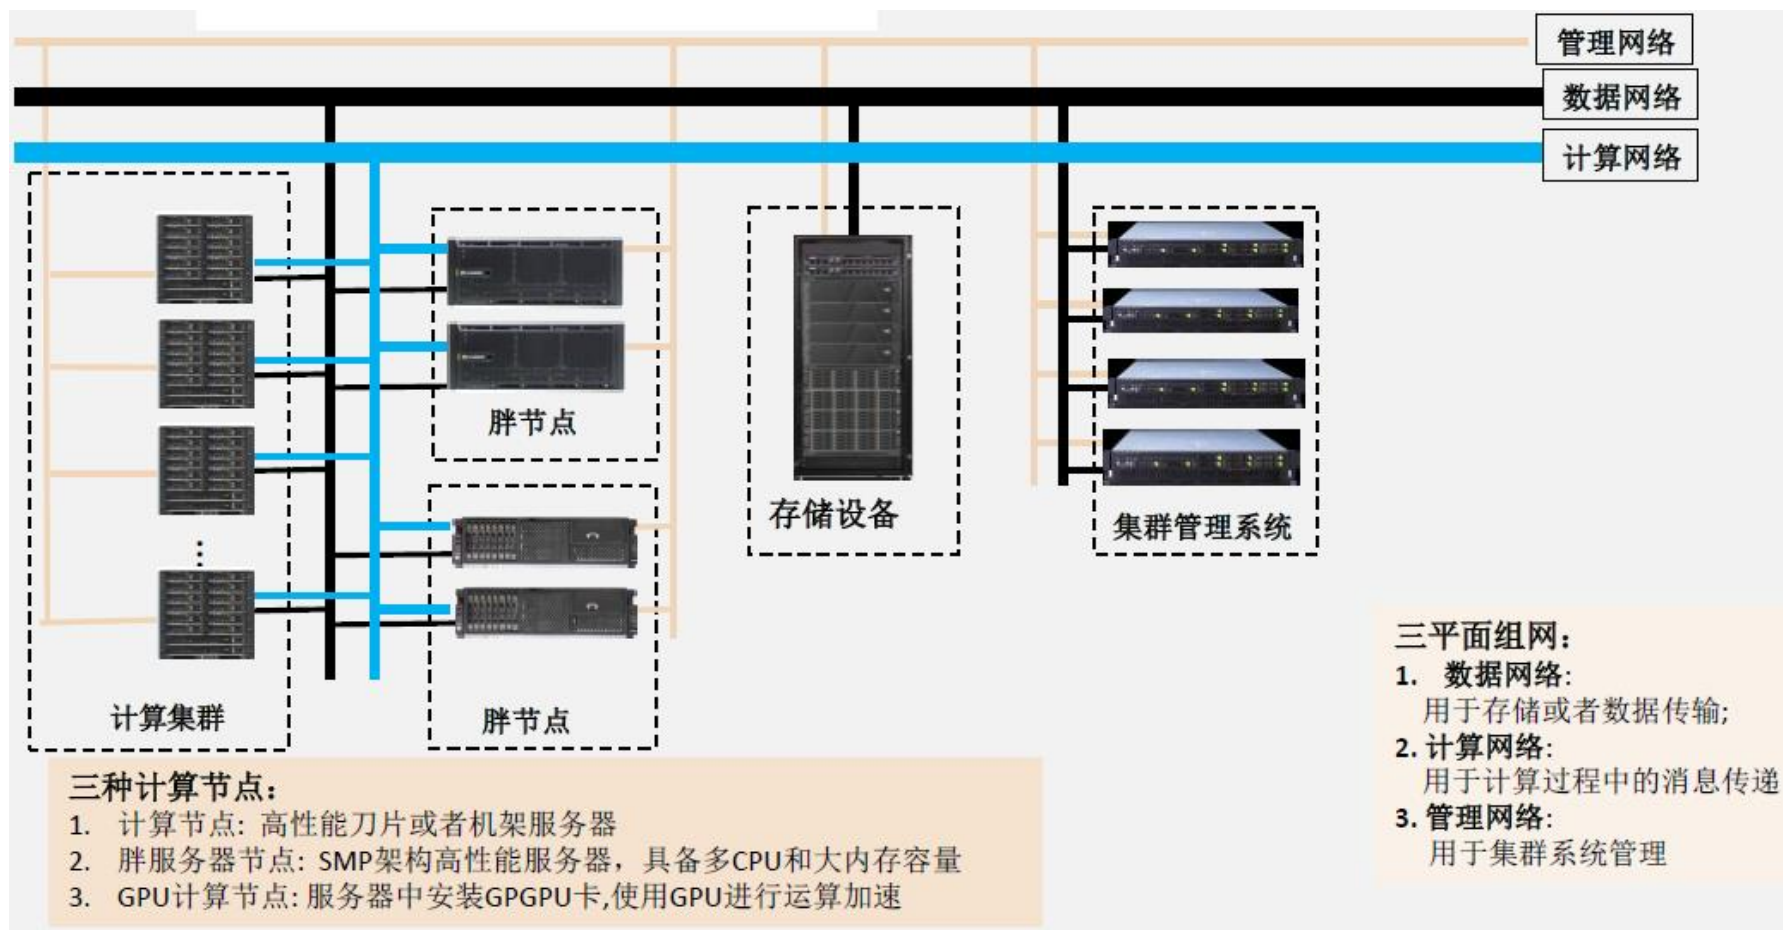 管理网络
数据网络
计算网络
胖节点
存储设备
集群管理系统
计算集群
胖节点
三平面组网：
1. 数据网络:
用于存储或者数据传输;
2. 计算网络:
用于计算过程中的消息传递
3. 管理网络:
用于集群系统管理
三种计算节点：
1. 计算节点: 高性能刀片或者机架服务器
2. 胖服务器节点: SMP架构高性能服务器，具备多CPU和大内存容量
3. GPU计算节点: 服务器中安装GPGPU卡,使用GPU进行运算加速